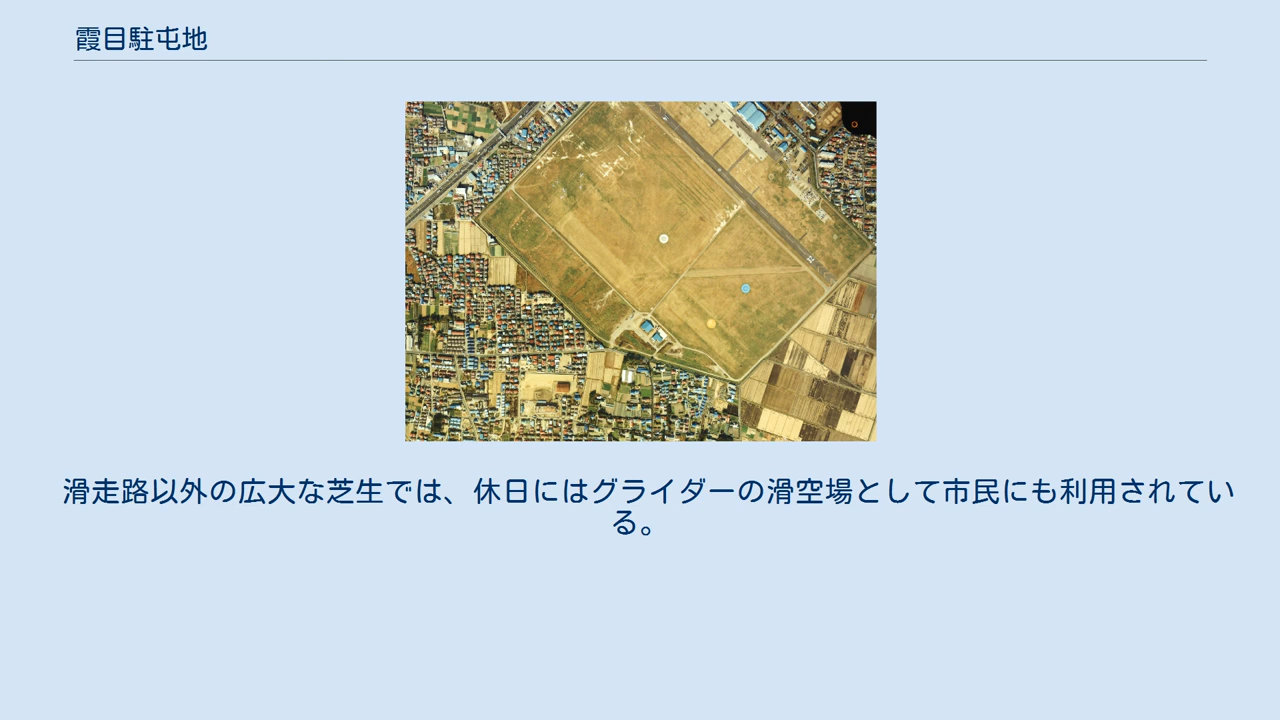 霞目駐屯地
滑走路以外の広大な芝生では、休日にはグライダーの滑空場として市民にも利用されてい
る。